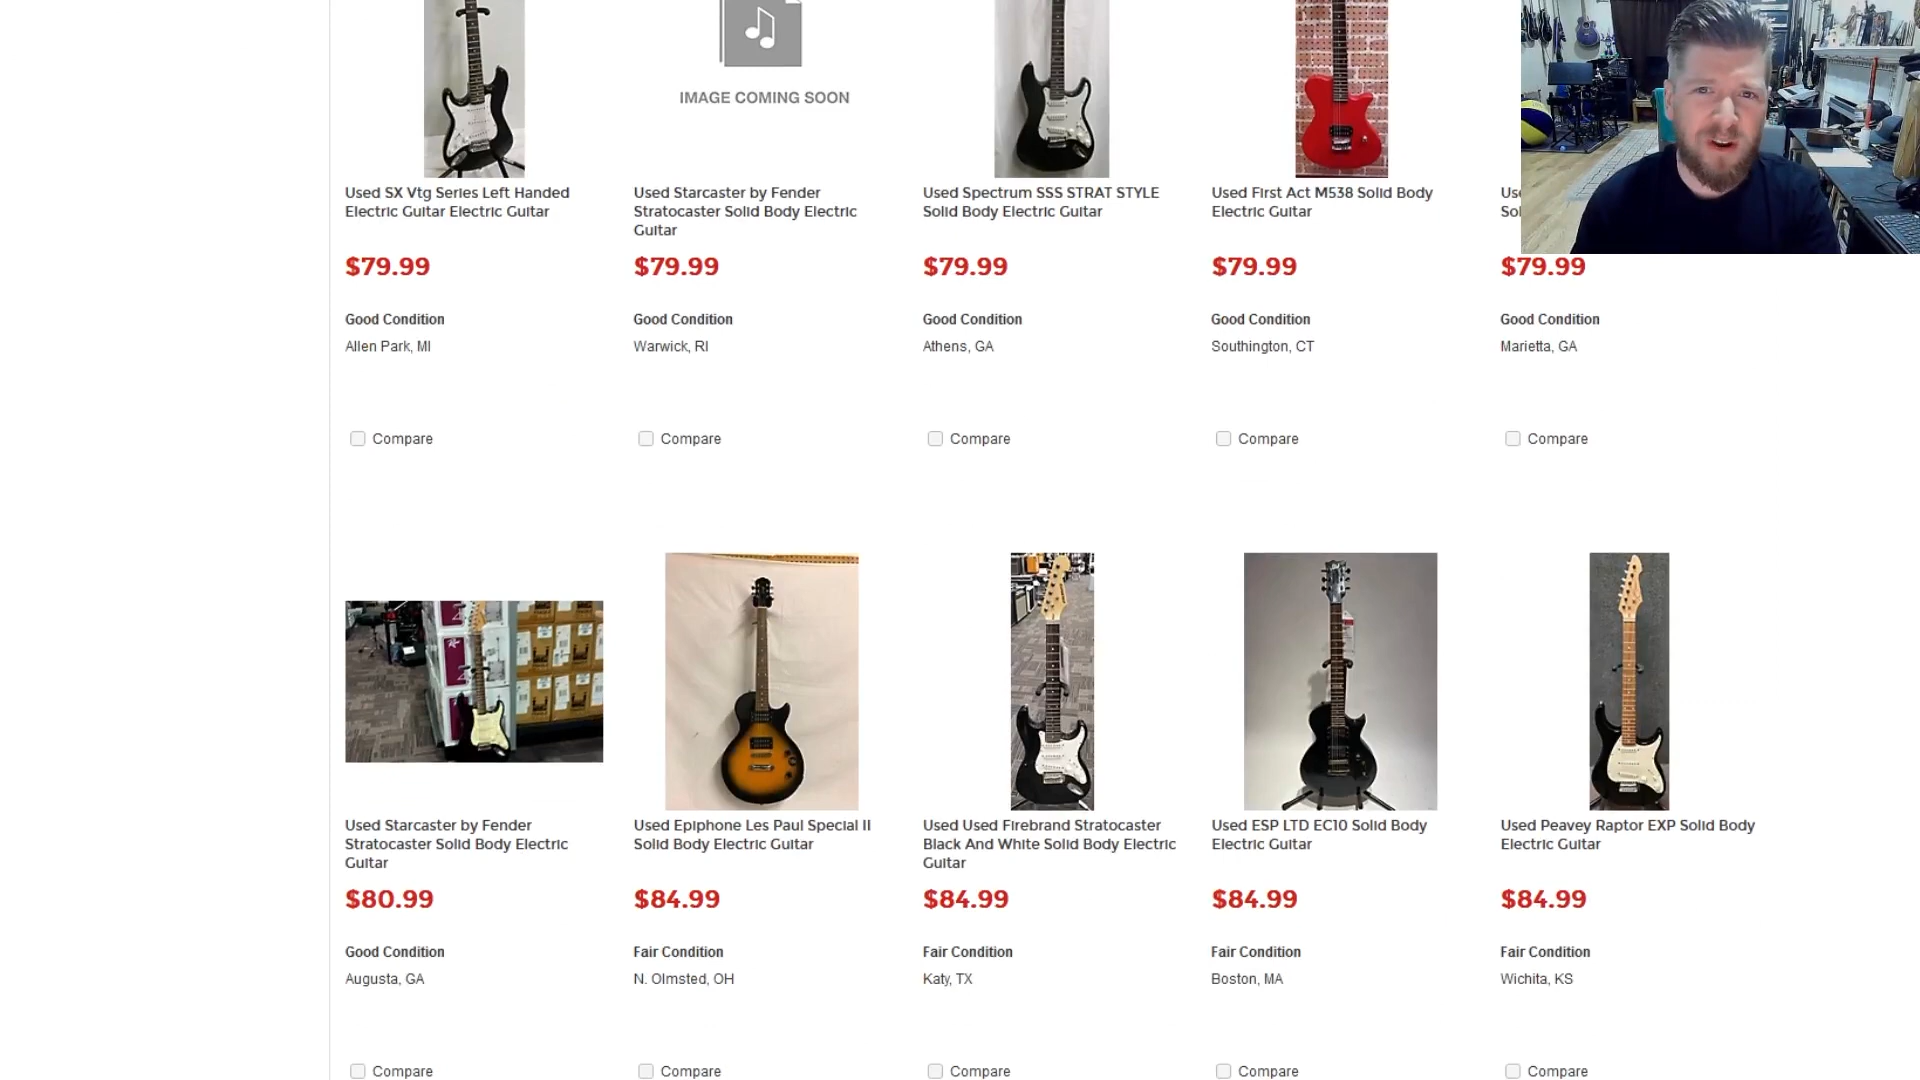 IMAGE COMING SOON
Used SX Vtg Series Left Handed
Electric Guitar Electric Guitar
$79.99
Good Condition
Allen Park, MI
Compare
Used Starcaster by Fender
Stratocaster Solid Body Electric
Guitar
$79.99
Good Condition
Warwick, RI
Compare
Used Spectrum SSS STRAT STYLE
Solid Body Electric Guitar
$79.99
Good Condition
Athens, GA
Compare
Used First Act M538 Solid Body
Electric Guitar
$79.99
Good Condition
Southington, CT
Compare
$79.99
Good Condition
Marietta, GA
Compare
Used Starcaster by Fender
Stratocaster Solid Body Electric
Guitar
$80.99
Good Condition
Augusta, GA
Compare
Used Epiphone Les Paul Special II
Solid Body Electric Guitar
$84.99
Fair Condition
N. Olmsted, OH
Compare
Used Used Firebrand Stratocaster
Black And White Solid Body Electric
Guitar
$84.99
Fair Condition
Katy, TX
Compare
Used ESP LTD EC10 Solid Body
Electric Guitar
$84.99
Fair Condition
Boston, MA
Compare
Used Peavey Raptor EXP Solid Body
Electric Guitar
$84.99
Fair Condition
Wichita, KS
Compare